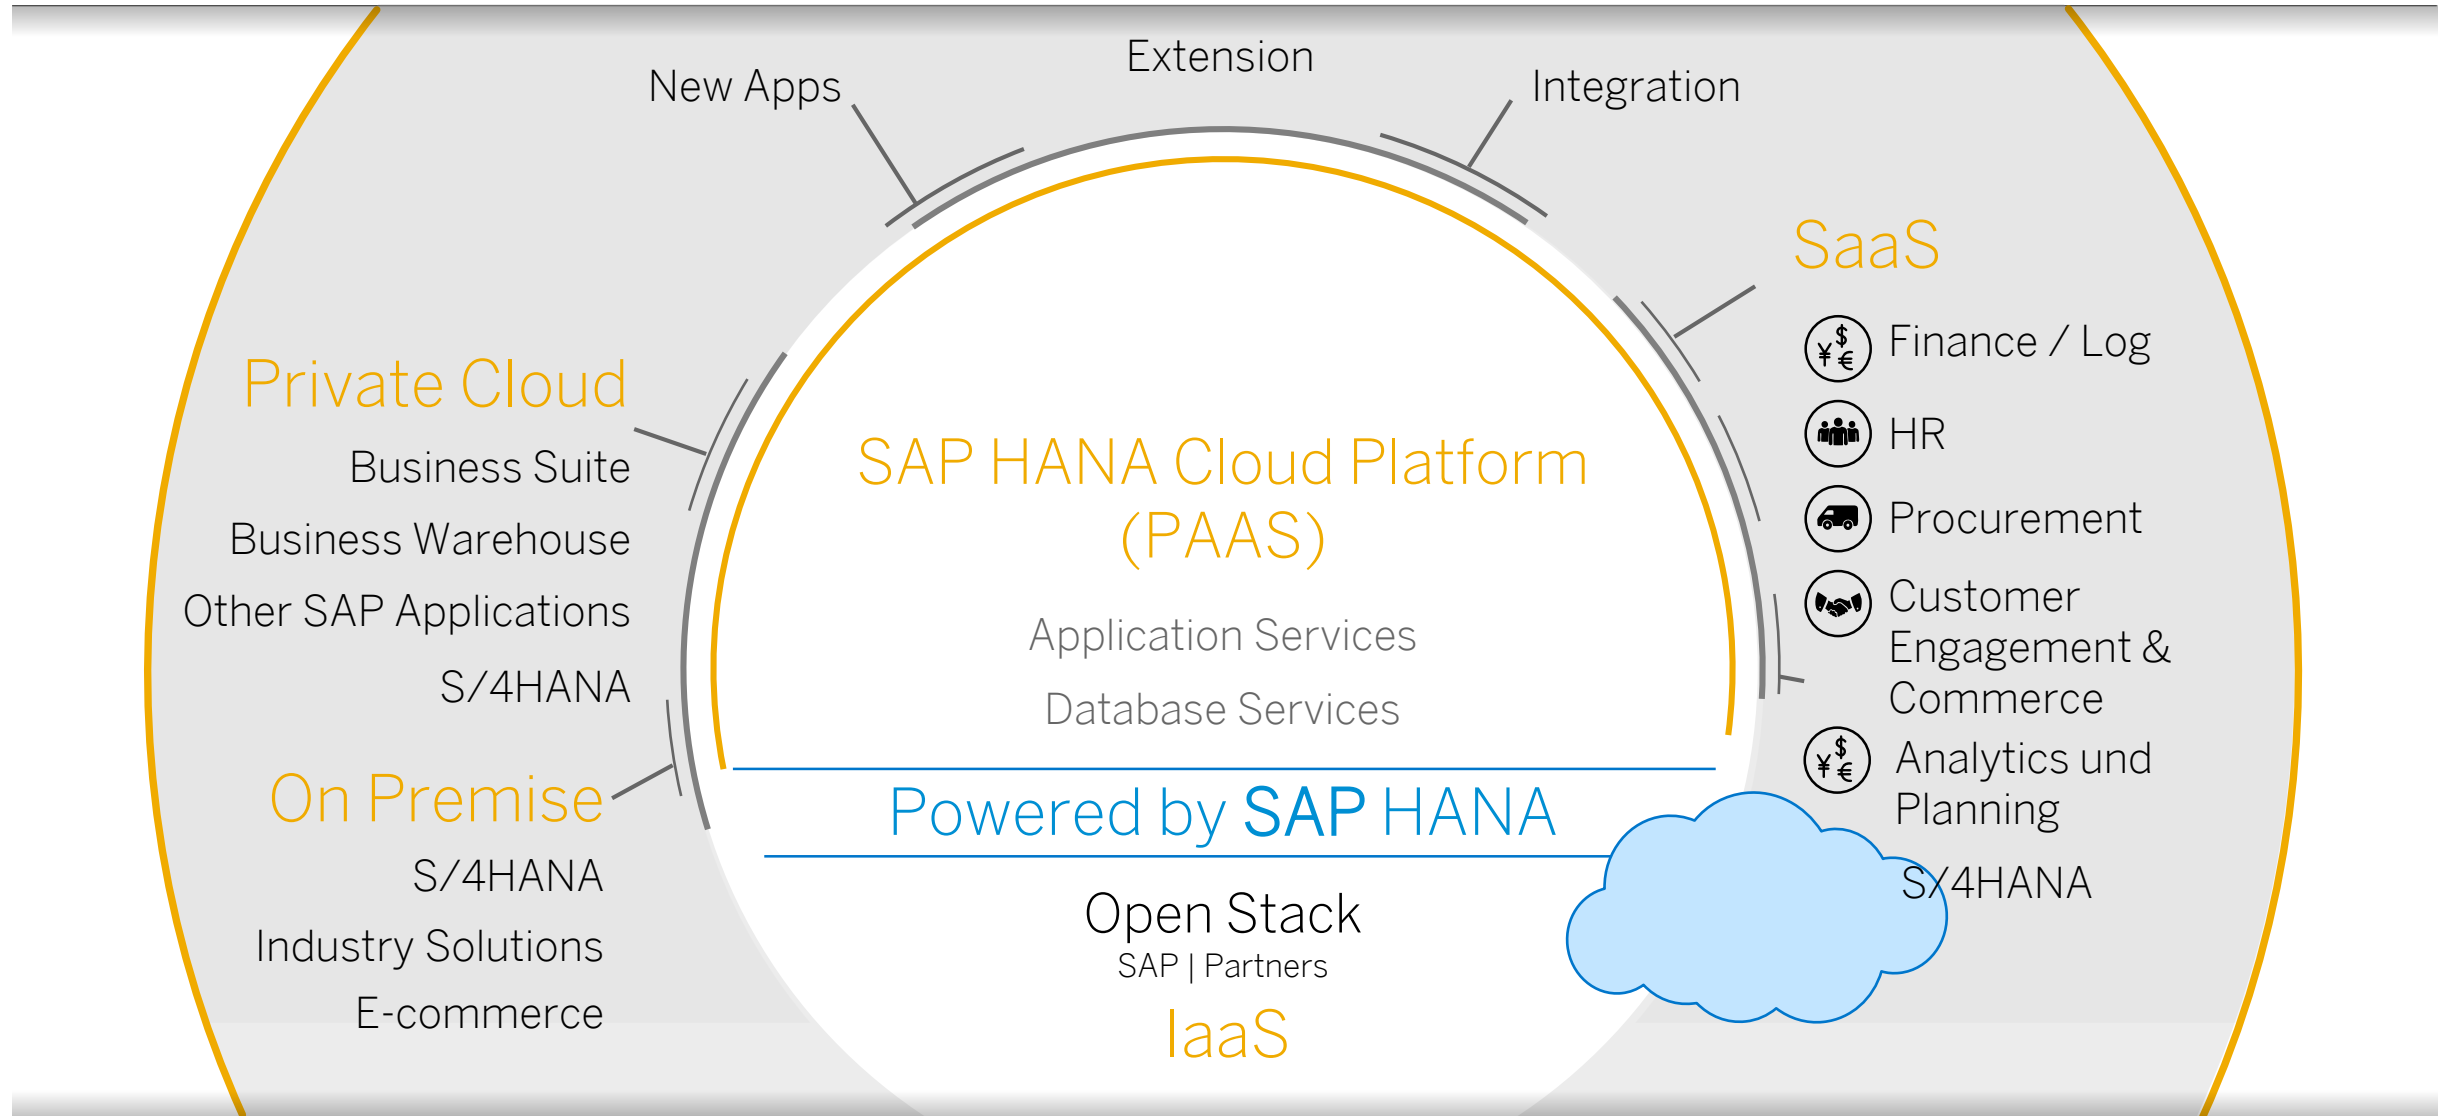 Extension
New Apps
Integration
SaaS
Finance / Log
HR
Procurement
Customer
Engagement &
Commerce
Analytics und
Planning
S/4HANA
Private Cloud
Business Suite
Business Warehouse
Other SAP Applications
S/4HANA
On Premise
S/4HANA
Industry Solutions
E-commerce
SAP HANA Cloud Platform
(PAAS)
Application Services
Database Services
Powered by SAP HANA
Open Stack
SAP | Partners
IaaS